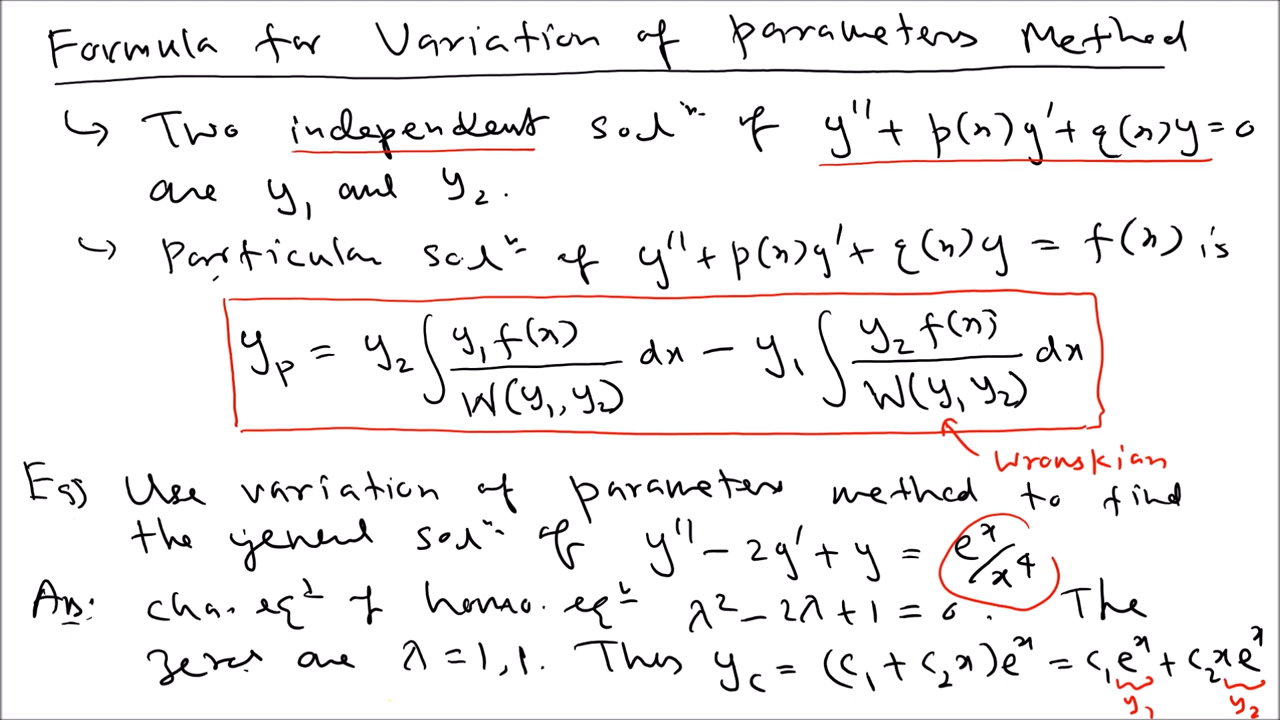 Formula for Variation of parameters Method
↳ Two independent solⁿ of y'' + p(x)y' + q(x)y = 0
are y₁ and y₂.
↳ Particular solⁿ of y'' + p(x)y' + q(x)y = f(x) is
yₚ = y₂ ∫ y₁f(x)/W(y₁,y₂) dx − y₁ ∫ y₂f(x)/W(y₁,y₂) dx
Wronskian
Eg) Use variation of parameters method to find
the general solⁿ of y'' − 2y' + y = eˣ/x⁴
Ans: cha. eqⁿ of homo. eqⁿ λ² − 2λ + 1 = 0. The
zeros are λ = 1, 1. Thus y_c = (c₁ + c₂x)eˣ = c₁eˣ + c₂xeˣ
y₁ y₂